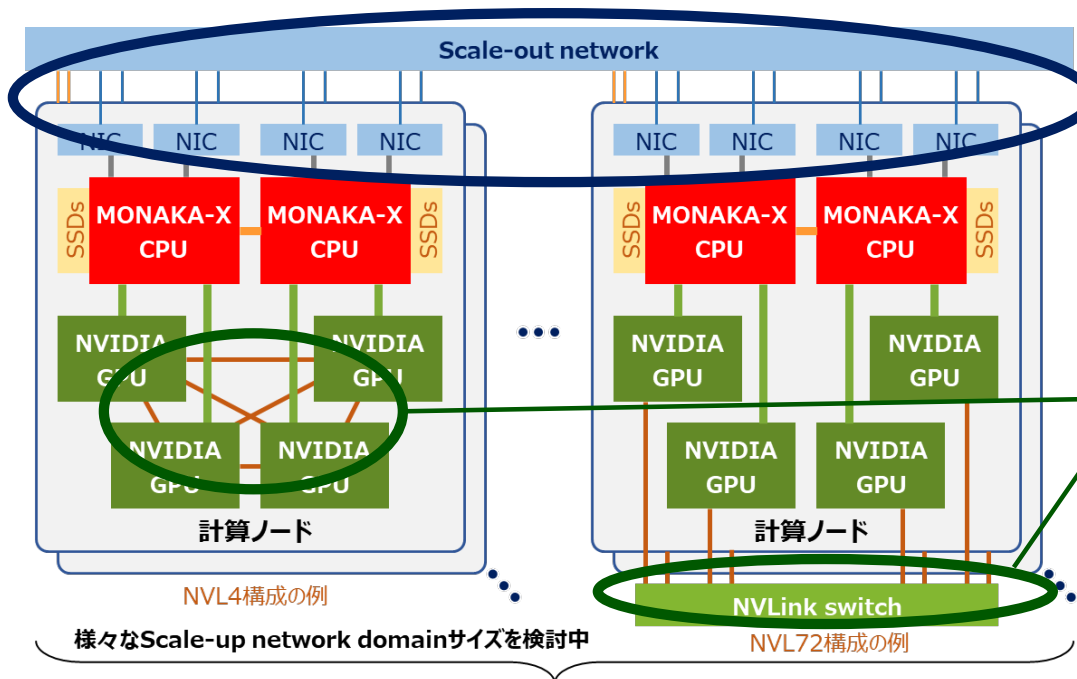 Scale-out network
NIC NIC NIC NIC
NIC NIC NIC NIC
SSDs
MONAKA-X
CPU
MONAKA-X
CPU
SSDs
SSDs
MONAKA-X
CPU
MONAKA-X
CPU
SSDs
NVIDIA
GPU
NVIDIA
GPU
NVIDIA
GPU
NVIDIA
GPU
NVIDIA
GPU
NVIDIA
GPU
NVIDIA
GPU
NVIDIA
GPU
計算ノード
計算ノード
NVL4構成の例
NVLink switch
様々なScale-up network domainサイズを検討中
NVL72構成の例